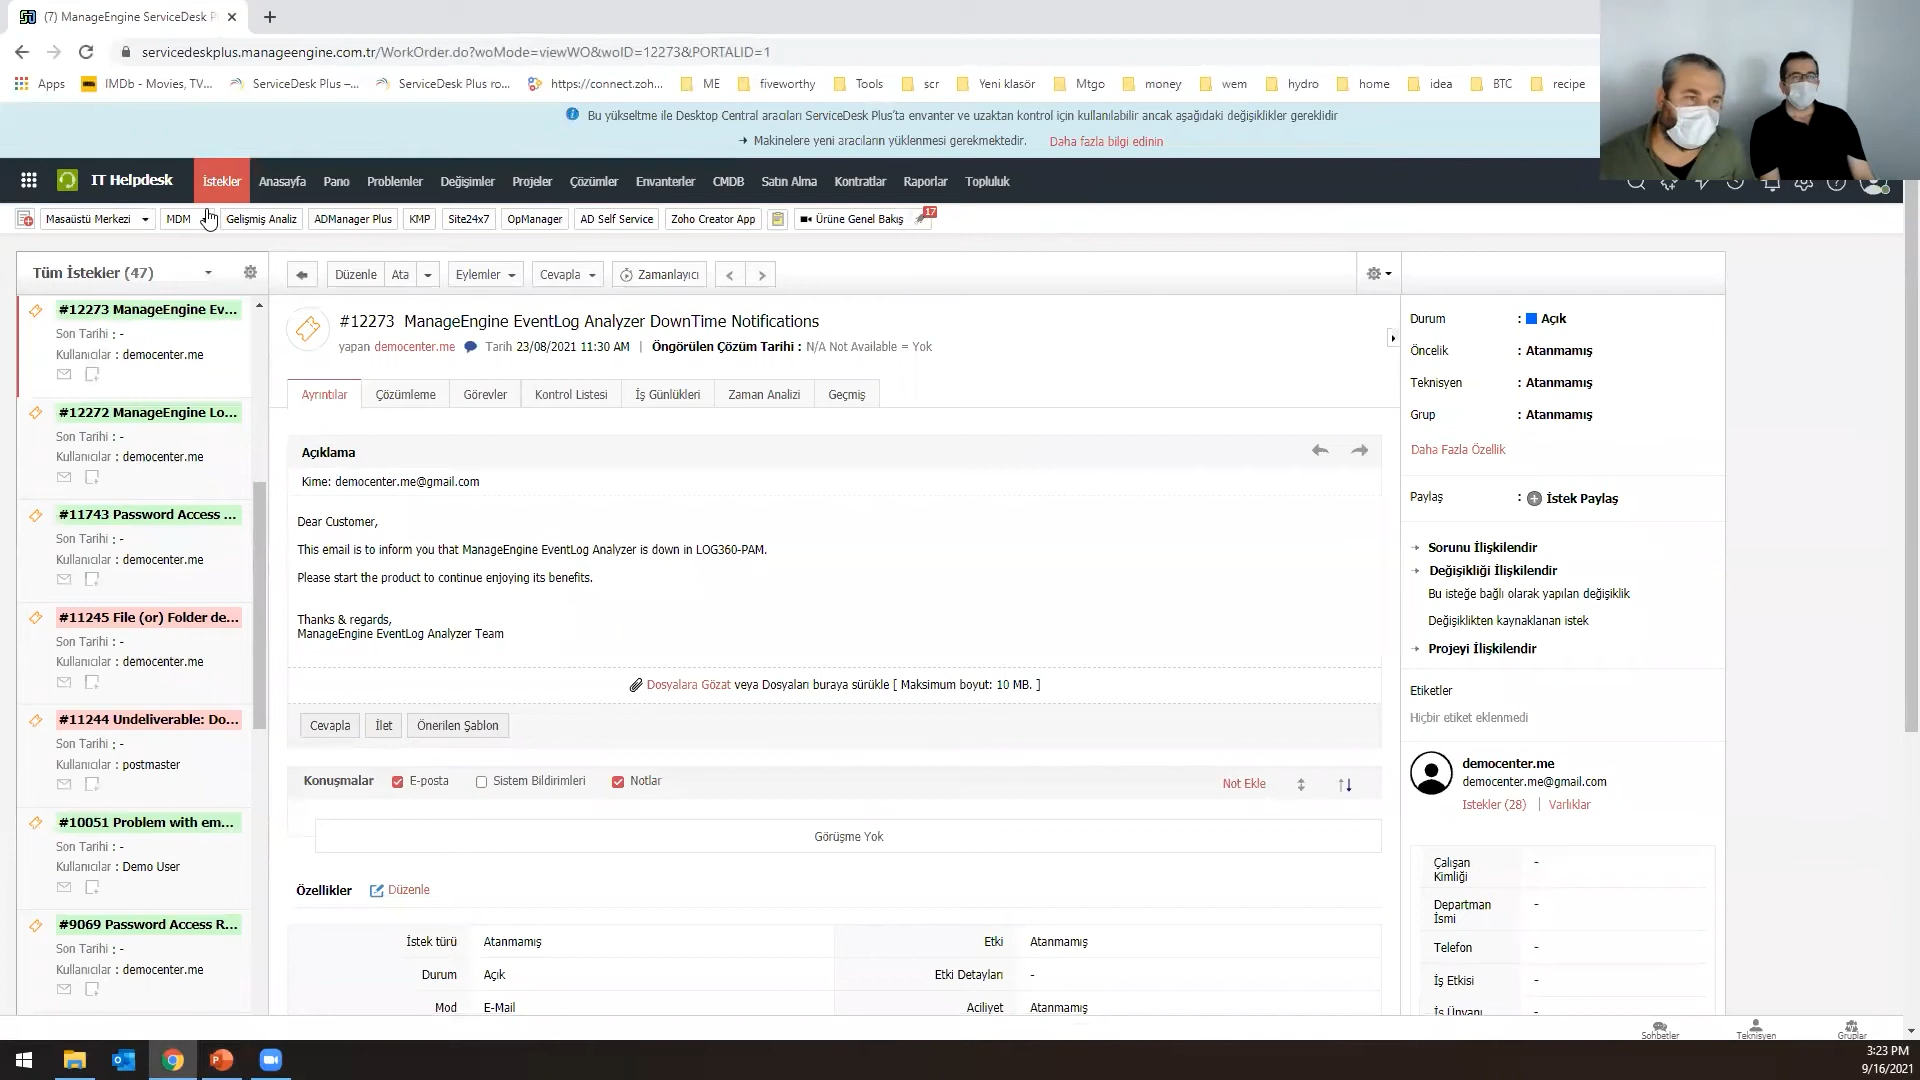 (7) ManageEngine ServiceDesk P
servicedeskplus.manageengine.com.tr/WorkOrder.do?woMode=viewWO&woID=12273&PORTALID=1
Apps IMDb - Movies, TV... ServiceDesk Plus –... ServiceDesk Plus ro... https://connect.zoh... ME fiveworthy Tools scr Yeni klasör Mtgo money wem hydro home idea BTC recipe
Bu yükseltme ile Desktop Central aracıları ServiceDesk Plus'ta envanter ve uzaktan kontrol için kullanılabilir ancak aşağıdaki değişiklikler gereklidir
→ Makinelere yeni aracıların yüklenmesi gerekmektedir. Daha fazla bilgi edinin
IT Helpdesk İstekler Anasayfa Pano Problemler Değişimler Projeler Çözümler Envanterler CMDB Satın Alma Kontratlar Raporlar Topluluk
Masaüstü Merkezi MDM Gelişmiş Analiz ADManager Plus KMP Site24x7 OpManager AD Self Service Zoho Creator App Ürüne Genel Bakış 17
Tüm İstekler (47)
#12273 ManageEngine Ev...
Son Tarihi : -
Kullanıcılar : democenter.me
#12272 ManageEngine Lo...
Son Tarihi : -
Kullanıcılar : democenter.me
#11743 Password Access ...
Son Tarihi : -
Kullanıcılar : democenter.me
#11245 File (or) Folder de...
Son Tarihi : -
Kullanıcılar : democenter.me
#11244 Undeliverable: Do...
Son Tarihi : -
Kullanıcılar : postmaster
#10051 Problem with em...
Son Tarihi : -
Kullanıcılar : Demo User
#9069 Password Access R...
Son Tarihi : -
Kullanıcılar : democenter.me
Düzenle Ata Eylemler Cevapla Zamanlayıcı
#12273 ManageEngine EventLog Analyzer DownTime Notifications
yapan democenter.me Tarih 23/08/2021 11:30 AM | Öngörülen Çözüm Tarihi : N/A Not Available = Yok
Ayrıntılar Çözümleme Görevler Kontrol Listesi İş Günlükleri Zaman Analizi Geçmiş
Açıklama
Kime: democenter.me@gmail.com
Dear Customer,
This email is to inform you that ManageEngine EventLog Analyzer is down in LOG360-PAM.
Please start the product to continue enjoying its benefits.
Thanks & regards,
ManageEngine EventLog Analyzer Team
Dosyalara Gözat veya Dosyaları buraya sürükle [ Maksimum boyut: 10 MB. ]
Cevapla İlet Önerilen Şablon
Konuşmalar E-posta Sistem Bildirimleri Notlar Not Ekle
Görüşme Yok
Özellikler Düzenle
İstek türü Atanmamış Etki Atanmamış
Durum Açık Etki Detayları -
Mod E-Mail Aciliyet Atanmamış
Durum : Açık
Öncelik : Atanmamış
Teknisyen : Atanmamış
Grup : Atanmamış
Daha Fazla Özellik
Paylaş : İstek Paylaş
Sorunu İlişkilendir
Değişikliği İlişkilendir
Bu isteğe bağlı olarak yapılan değişiklik
Değişiklikten kaynaklanan istek
Projeyi İlişkilendir
Etiketler
Hiçbir etiket eklenmedi
democenter.me
democenter.me@gmail.com
İstekler (28) | Varlıklar
Çalışan
Kimliği -
Departman
İsmi -
Telefon -
İş Etkisi -
İş Ünvanı -
Sohbetler Teknisyen Gruplar
3:23 PM
9/16/2021